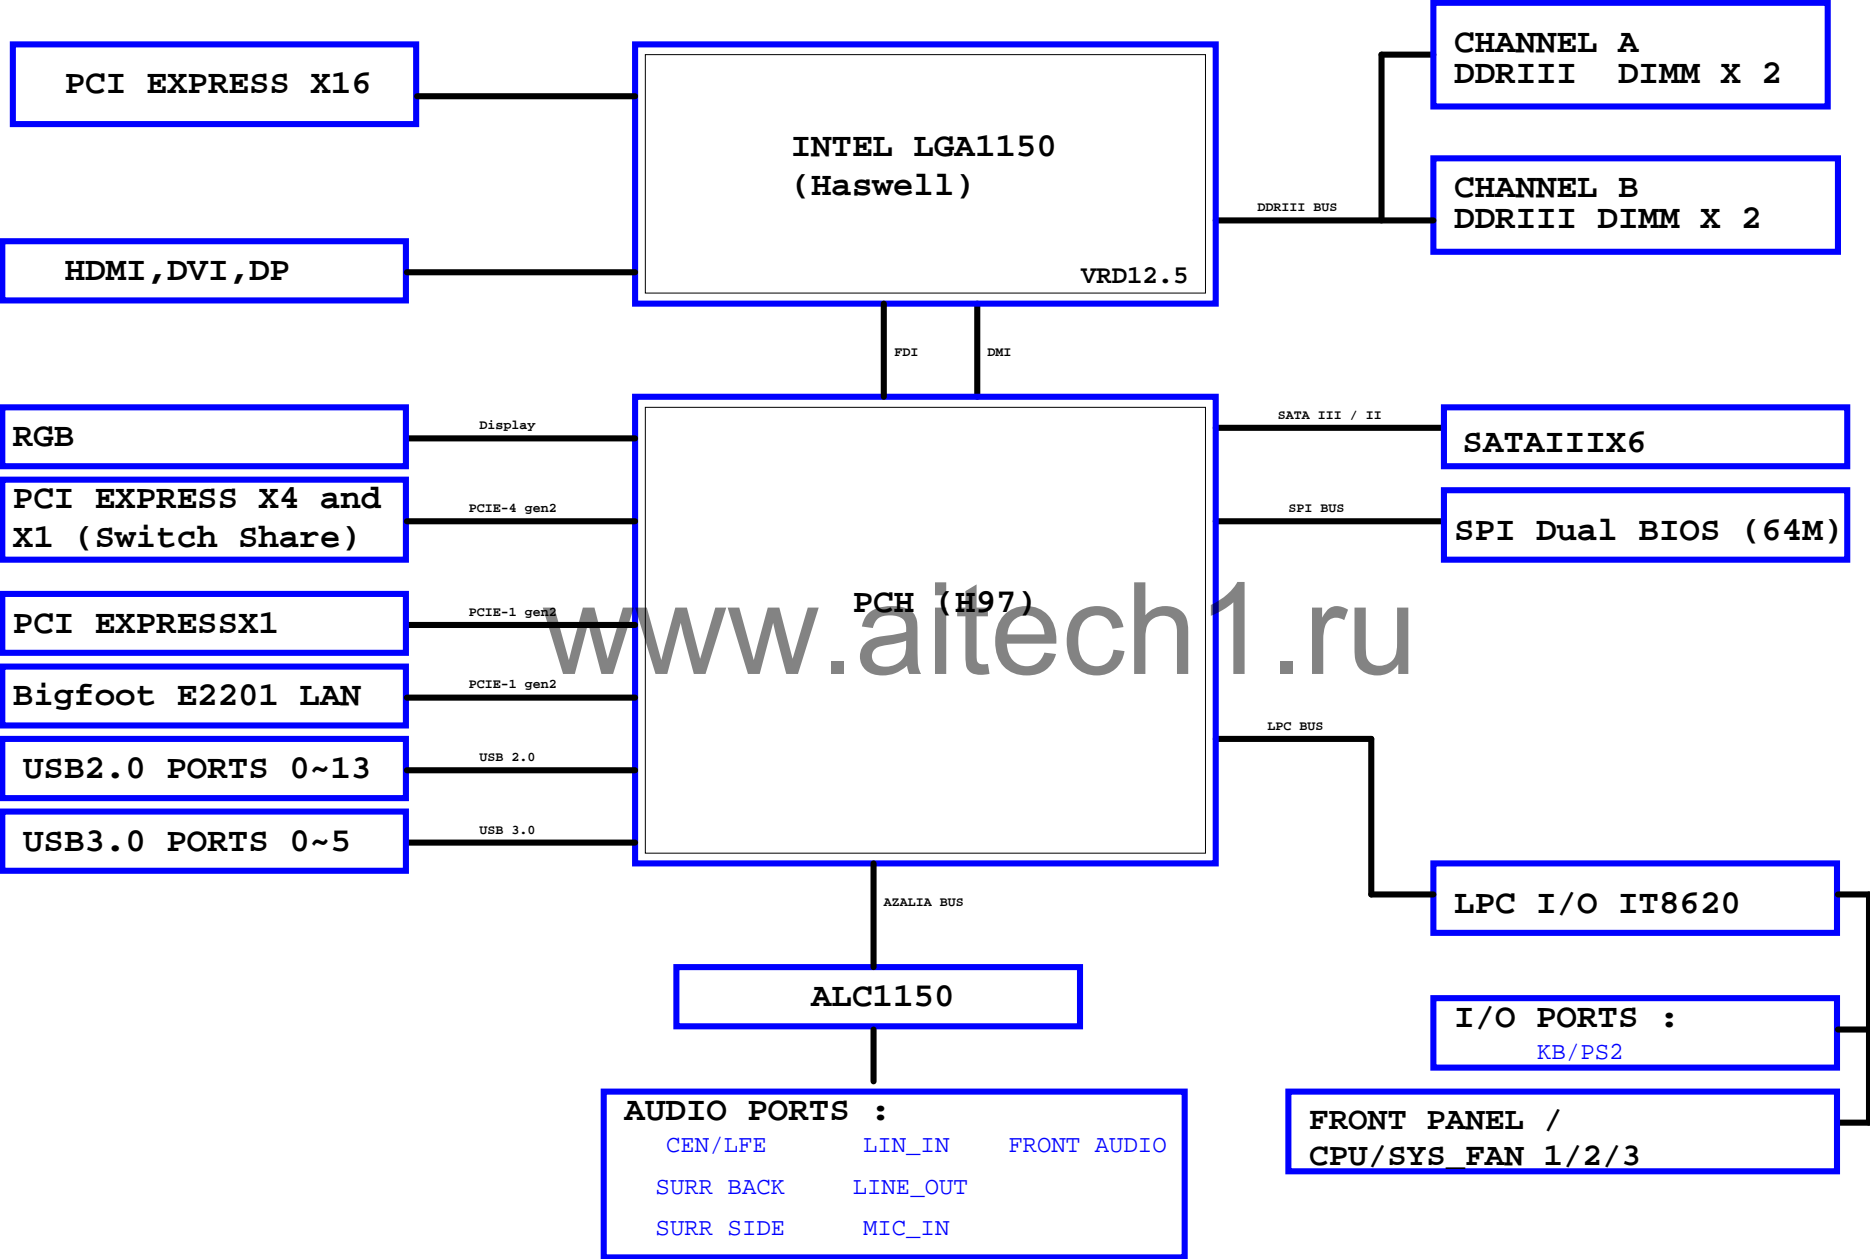 PCI EXPRESS X16
INTEL LGA1150
(Haswell)
VRD12.5
CHANNEL A
DDRIII DIMM X 2
CHANNEL B
DDRIII DIMM X 2
DDRIII BUS
HDMI,DVI,DP
FDI
DMI
RGB
Display
PCI EXPRESS X4 and
X1 (Switch Share)
PCIE-4 gen2
PCI EXPRESSX1
PCIE-1 gen2
Bigfoot E2201 LAN
PCIE-1 gen2
USB2.0 PORTS 0~13
USB 2.0
USB3.0 PORTS 0~5
USB 3.0
PCH (H97)
www.aitech1.ru
SATA III / II
SATAIIIX6
SPI BUS
SPI Dual BIOS (64M)
LPC BUS
LPC I/O IT8620
I/O PORTS :
KB/PS2
FRONT PANEL /
CPU/SYS_FAN 1/2/3
AZALIA BUS
ALC1150
AUDIO PORTS :
CEN/LFE LIN_IN FRONT AUDIO
SURR BACK LINE_OUT
SURR SIDE MIC_IN